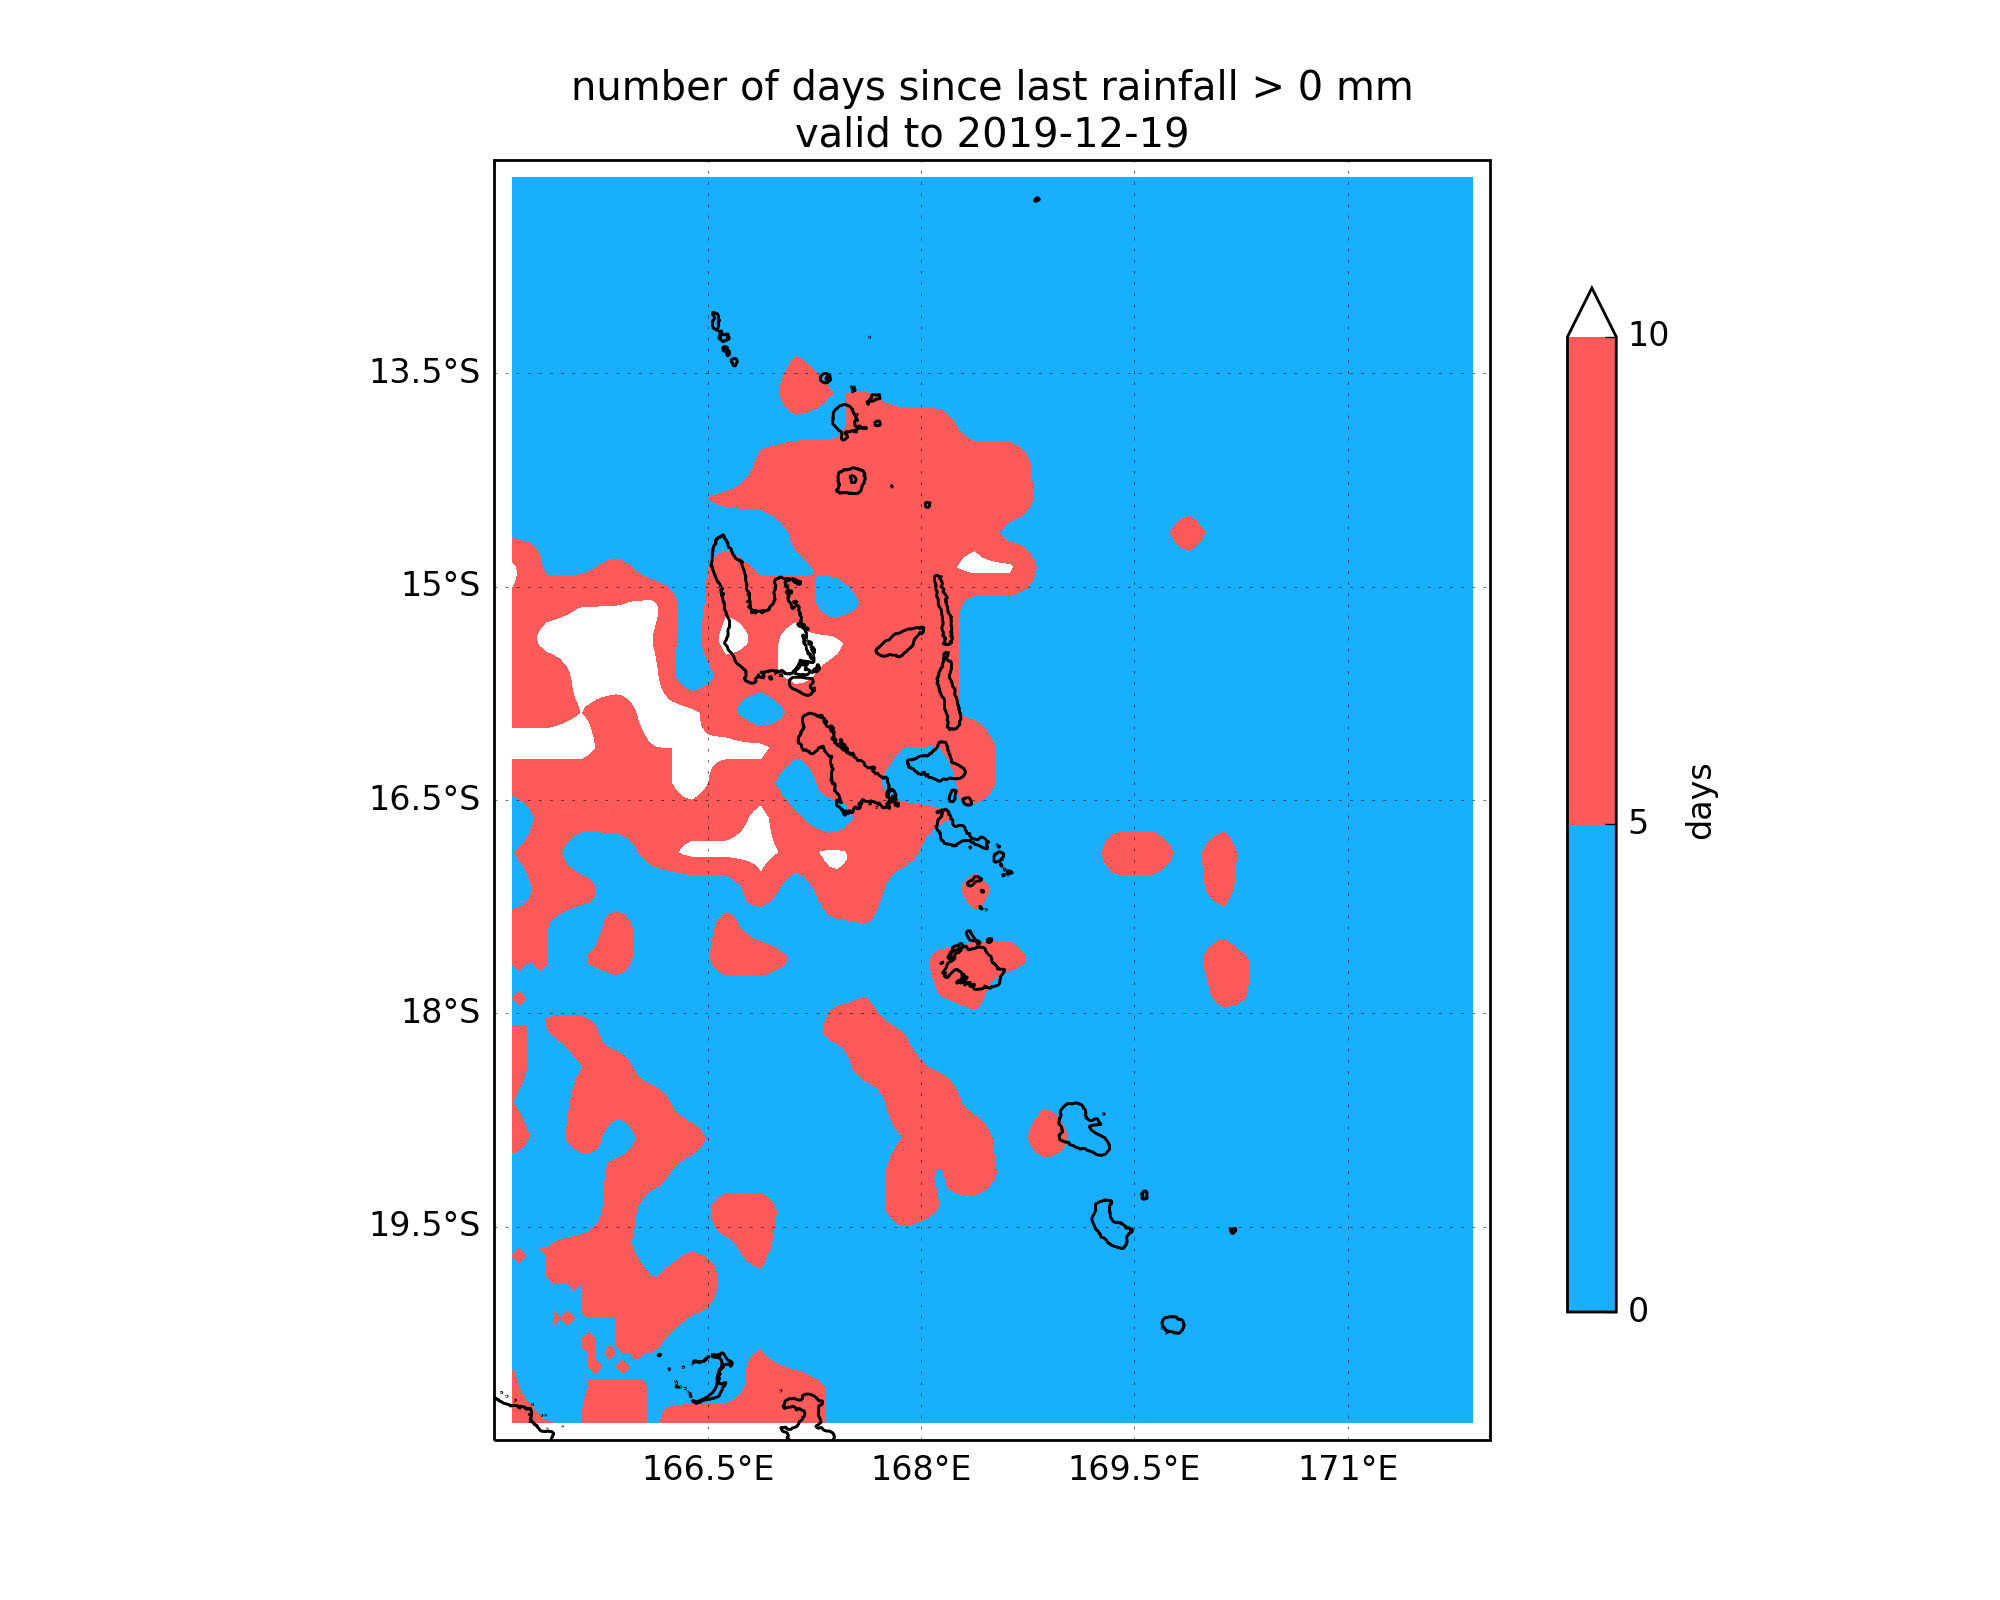 number of days since last rainfall > 0 mm
valid to 2019-12-19
13.5°S
15°S
16.5°S
18°S
19.5°S
166.5°E
168°E
169.5°E
171°E
10
5
0
days